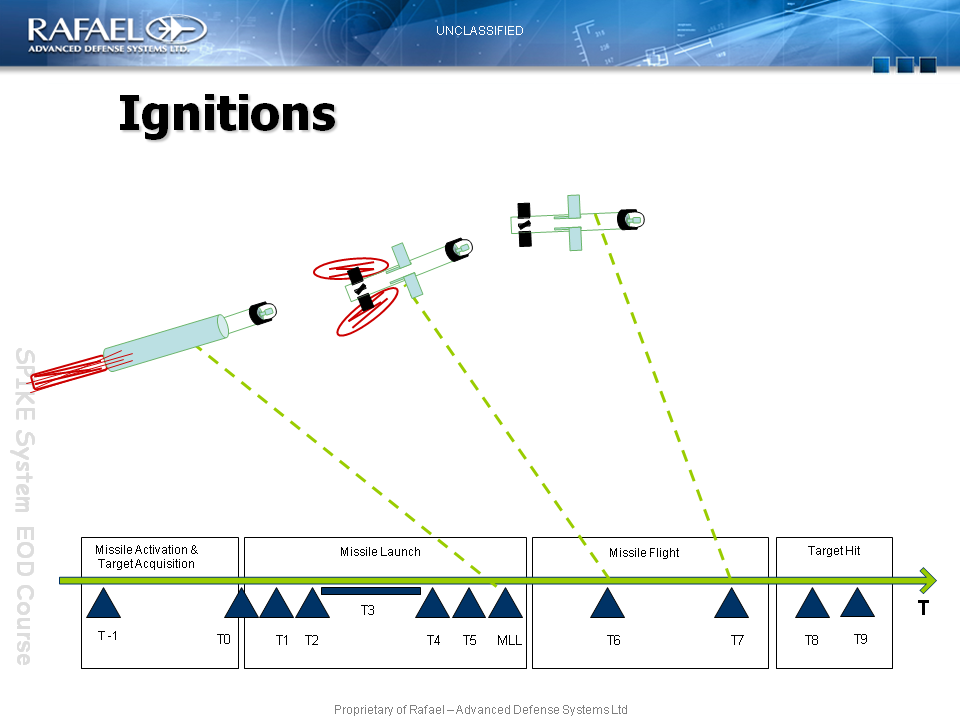 RAFAEL
ADVANCED DEFENSE SYSTEMS LTD.
UNCLASSIFIED
Ignitions
SPIKE System EOD Course
Missile Activation &
Target Acquisition
Missile Launch
Missile Flight
Target Hit
T
T -1
T0
T1
T2
T3
T4
T5
MLL
T6
T7
T8
T9
Proprietary of Rafael – Advanced Defense Systems Ltd